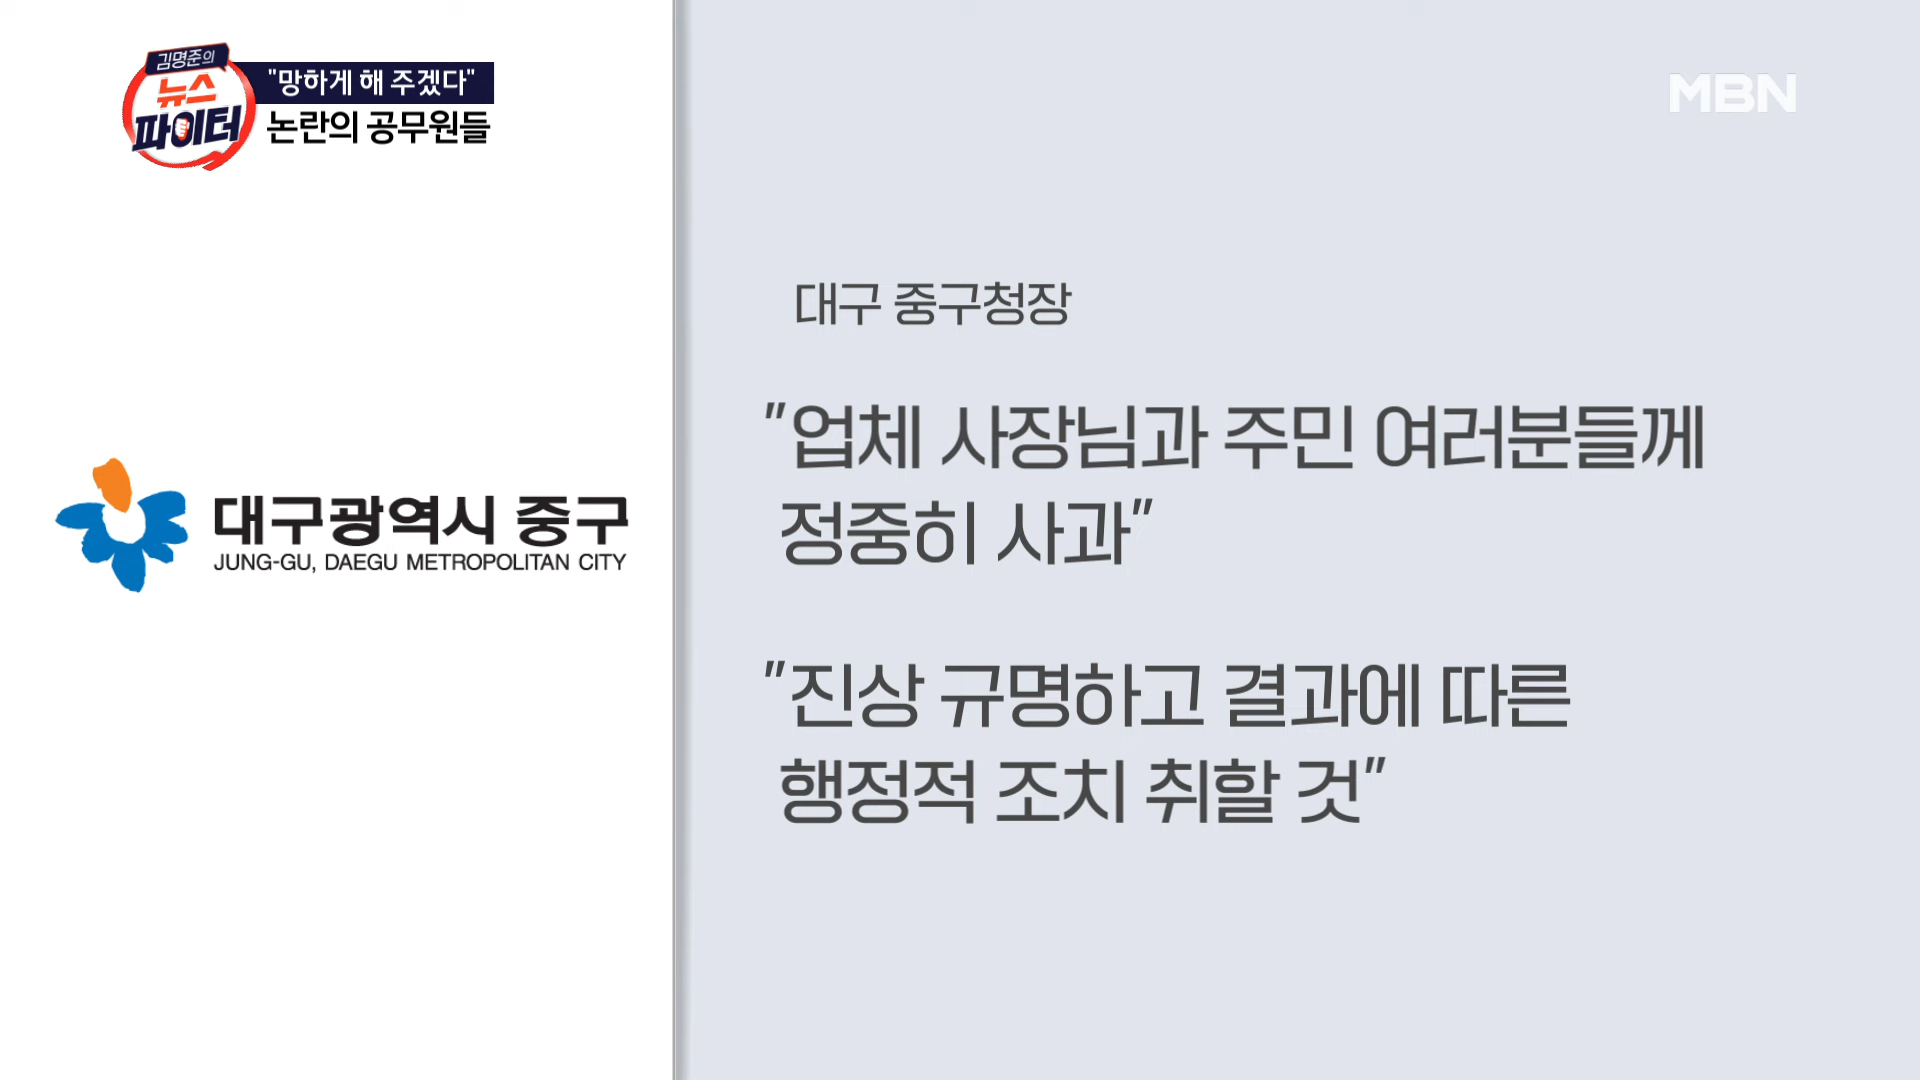 김명준의
뉴스
파이터
"망하게 해 주겠다"
논란의 공무원들
MBN
대구광역시 중구
JUNG-GU, DAEGU METROPOLITAN CITY
대구 중구청장
"업체 사장님과 주민 여러분들께
정중히 사과"
"진상 규명하고 결과에 따른
행정적 조치 취할 것"